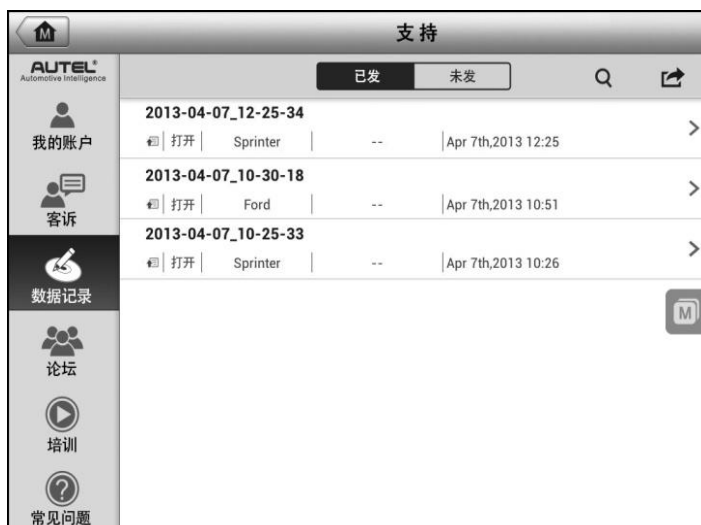 M
支持
AUTEL®
Automotive Intelligence
已发
未发
我的账户
客诉
数据记录
论坛
培训
常见问题
2013-04-07_12-25-34
打开 Sprinter -- Apr 7th,2013 12:25
2013-04-07_10-30-18
打开 Ford -- Apr 7th,2013 10:51
2013-04-07_10-25-33
打开 Sprinter -- Apr 7th,2013 10:26
M